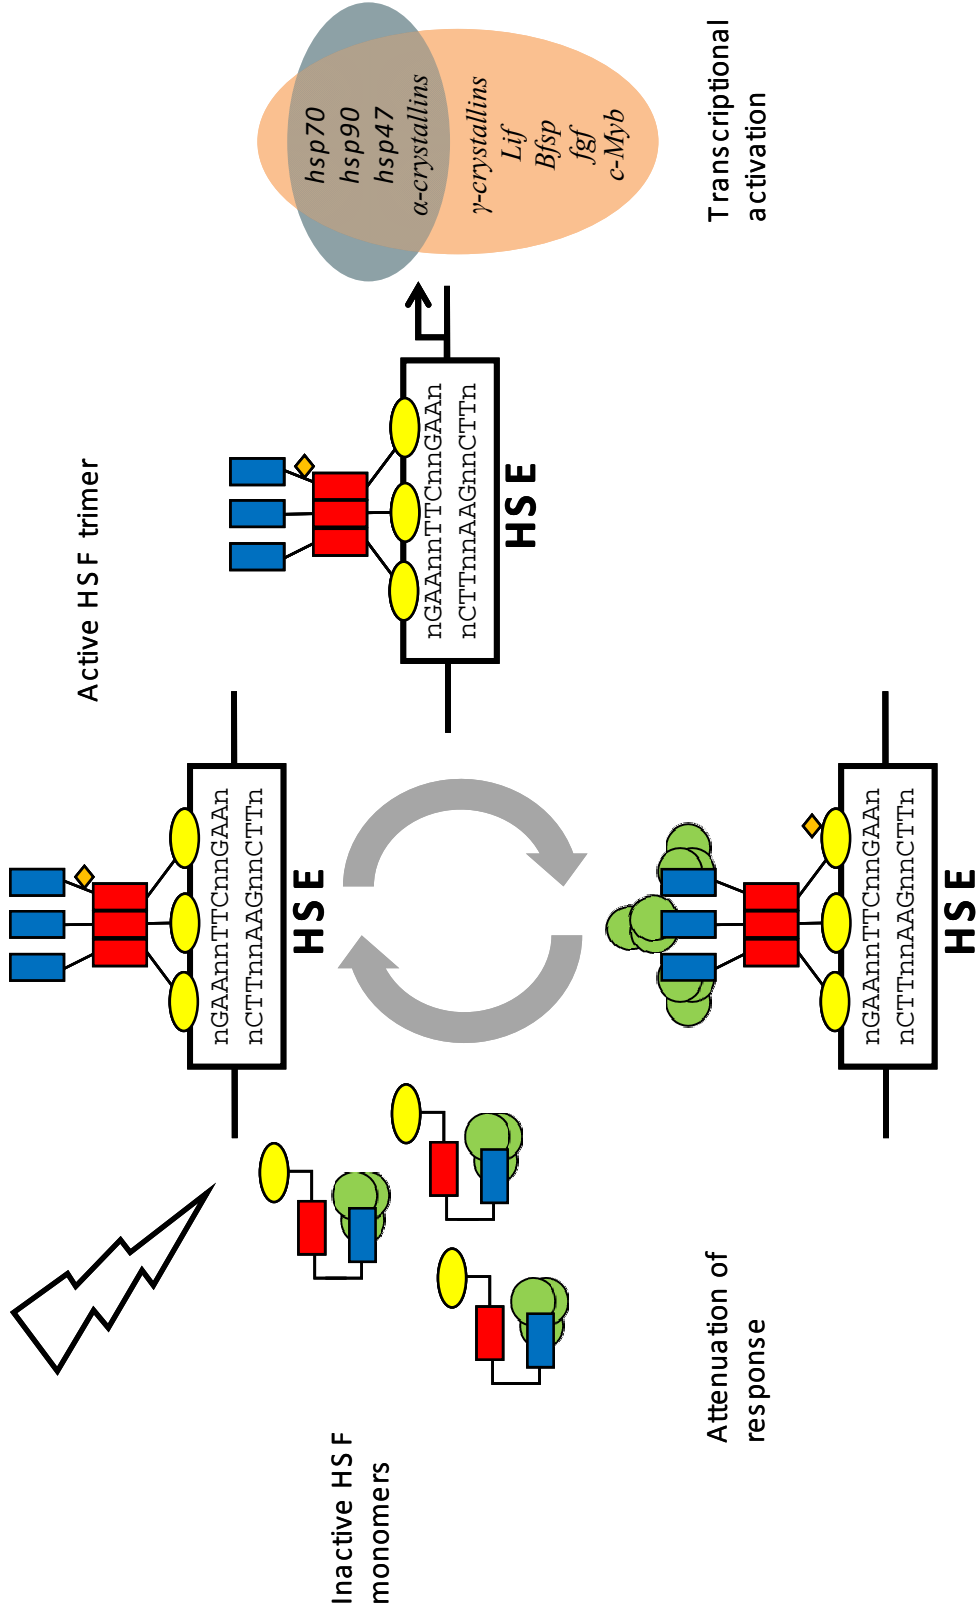 Inactive HSF
monomers
Active HSF trimer
nGAAnnTTCnnGAAn
nCTTnnAAGnnCTTn
HSE
nGAAnnTTCnnGAAn
nCTTnnAAGnnCTTn
HSE
hsp70
hsp90
hsp47
α-crystallins
γ-crystallins
Lif
Bfsp
fgf
c-Myb
Transcriptional
activation
Attenuation of
response
nGAAnnTTCnnGAAn
nCTTnnAAGnnCTTn
HSE